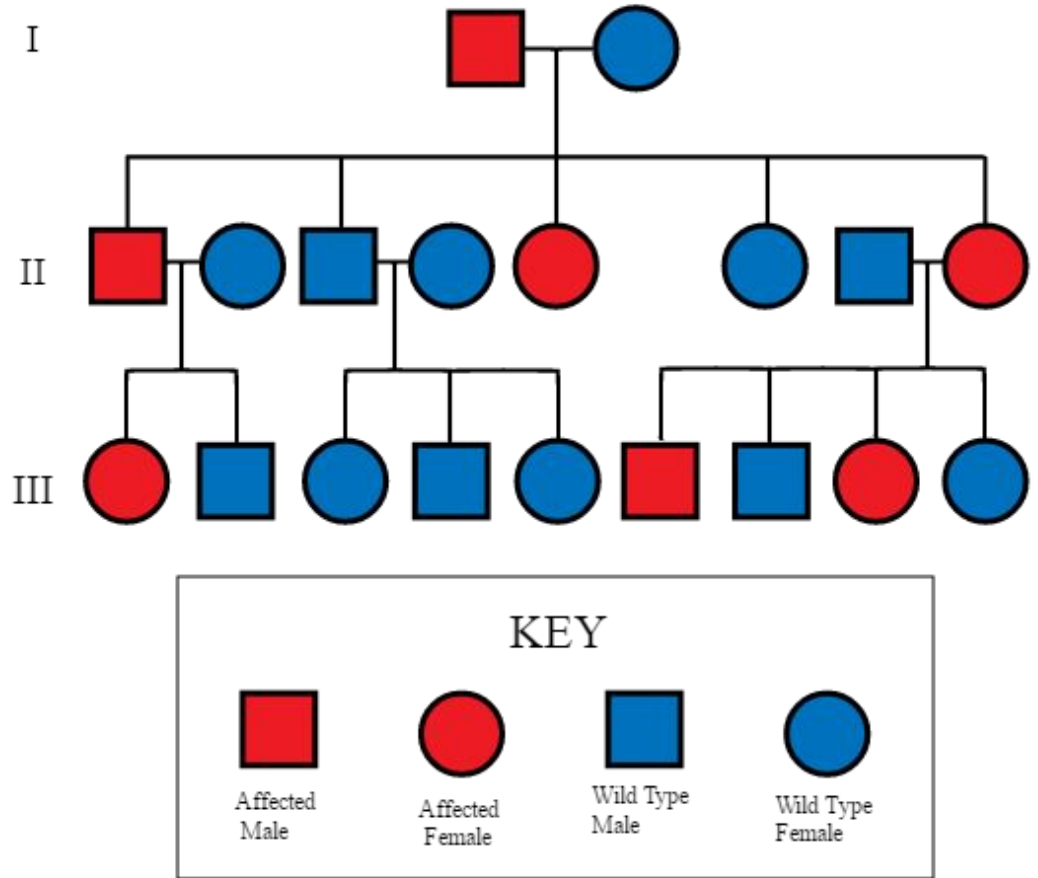 I
II
III
KEY
Affected
Male
Affected
Female
Wild Type
Male
Wild Type
Female